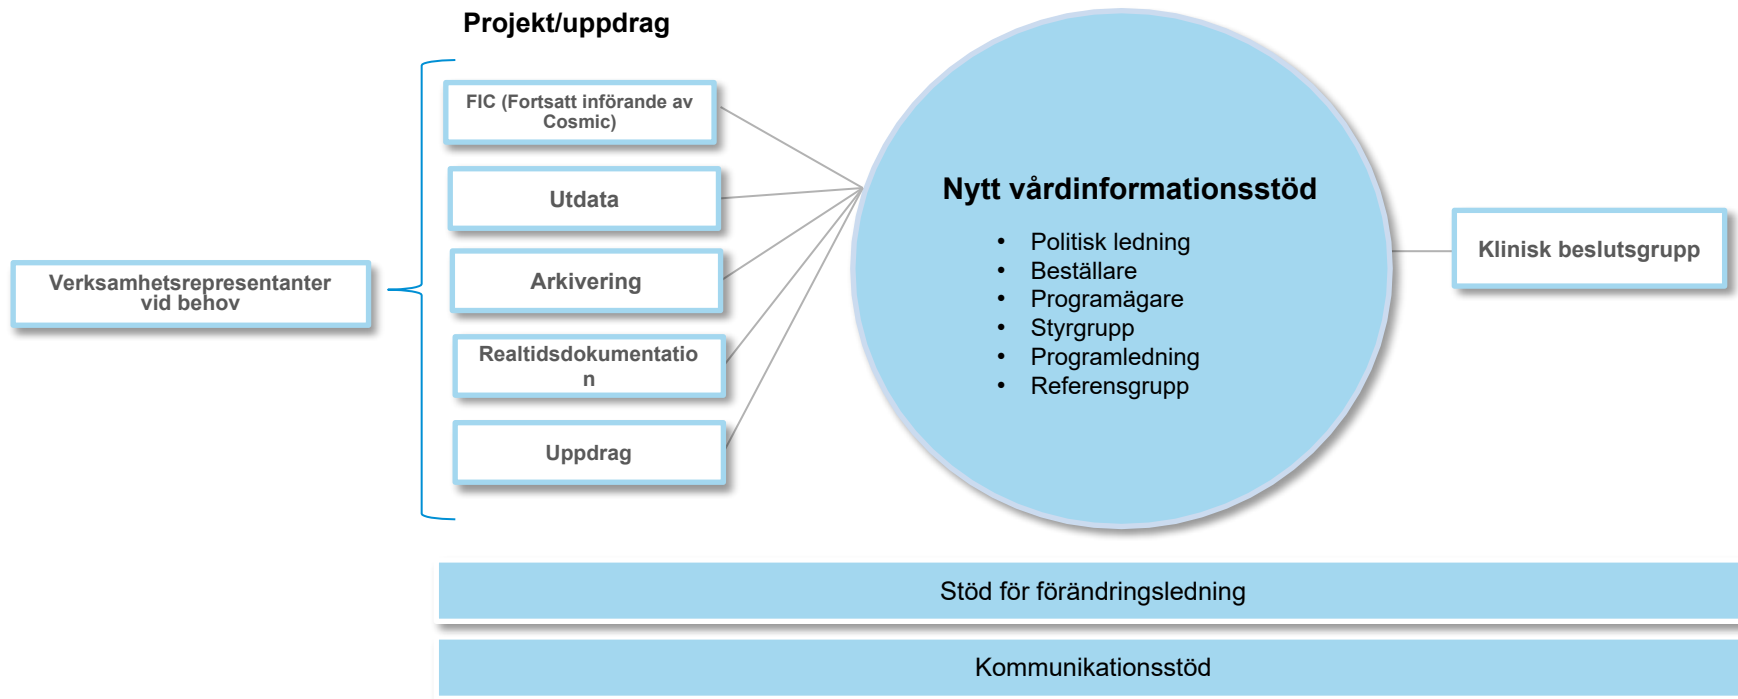 Projekt/uppdrag
FIC (Fortsatt införande av
Cosmic)
Utdata
Arkivering
Realtidsdokumentatio
n
Uppdrag
Verksamhetsrepresentanter
vid behov
Nytt vårdinformationsstöd
• Politisk ledning
• Beställare
• Programägare
• Styrgrupp
• Programledning
• Referensgrupp
Klinisk beslutsgrupp
Stöd för förändringsledning
Kommunikationsstöd